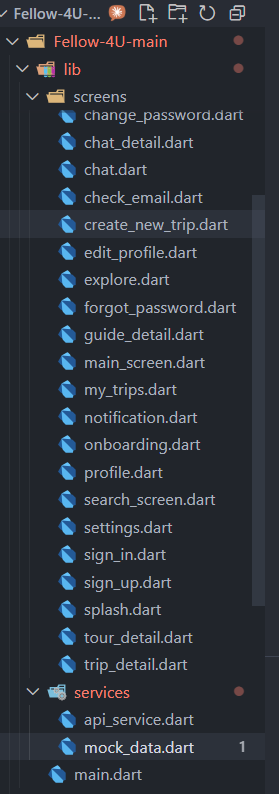 Fellow-4U-...
Fellow-4U-main
lib
screens
change_password.dart
chat_detail.dart
chat.dart
check_email.dart
create_new_trip.dart
edit_profile.dart
explore.dart
forgot_password.dart
guide_detail.dart
main_screen.dart
my_trips.dart
notification.dart
onboarding.dart
profile.dart
search_screen.dart
settings.dart
sign_in.dart
sign_up.dart
splash.dart
tour_detail.dart
trip_detail.dart
services
api_service.dart
mock_data.dart 1
main.dart